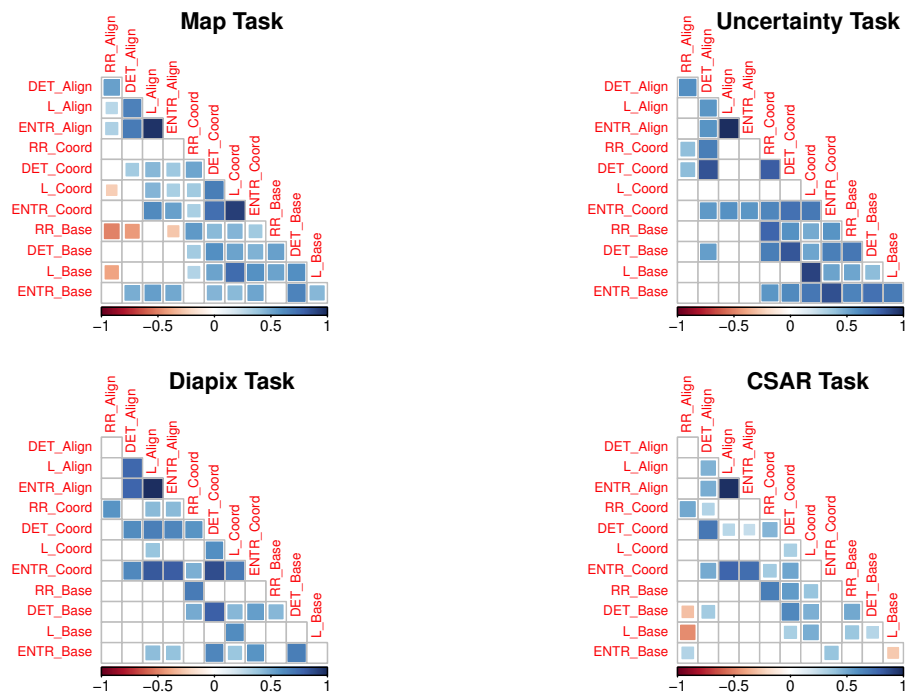 Map Task
RR_Align
DET_Align
L_Align
ENTR_Align
RR_Coord
DET_Coord
L_Coord
ENTR_Coord
RR_Base
DET_Base
L_Base
DET_Align
L_Align
ENTR_Align
RR_Coord
DET_Coord
L_Coord
ENTR_Coord
RR_Base
DET_Base
L_Base
ENTR_Base
−1 −0.5 0 0.5 1
Uncertainty Task
RR_Align
DET_Align
L_Align
ENTR_Align
RR_Coord
DET_Coord
L_Coord
ENTR_Coord
RR_Base
DET_Base
L_Base
DET_Align
L_Align
ENTR_Align
RR_Coord
DET_Coord
L_Coord
ENTR_Coord
RR_Base
DET_Base
L_Base
ENTR_Base
−1 −0.5 0 0.5 1
Diapix Task
RR_Align
DET_Align
L_Align
ENTR_Align
RR_Coord
DET_Coord
L_Coord
ENTR_Coord
RR_Base
DET_Base
L_Base
DET_Align
L_Align
ENTR_Align
RR_Coord
DET_Coord
L_Coord
ENTR_Coord
RR_Base
DET_Base
L_Base
ENTR_Base
−1 −0.5 0 0.5 1
CSAR Task
RR_Align
DET_Align
L_Align
ENTR_Align
RR_Coord
DET_Coord
L_Coord
ENTR_Coord
RR_Base
DET_Base
L_Base
DET_Align
L_Align
ENTR_Align
RR_Coord
DET_Coord
L_Coord
ENTR_Coord
RR_Base
DET_Base
L_Base
ENTR_Base
−1 −0.5 0 0.5 1